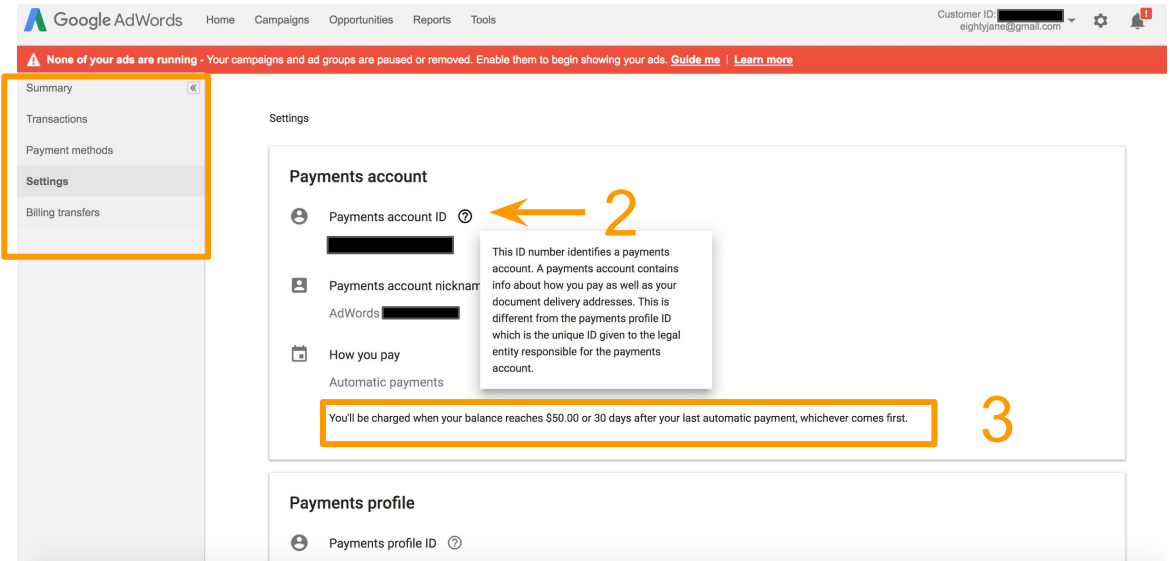 Google AdWords Home Campaigns Opportunities Reports Tools
Customer ID:
eightyjane@gmail.com
!
None of your ads are running - Your campaigns and ad groups are paused or removed. Enable them to begin showing your ads. Guide me | Learn more
Summary
Transactions
Payment methods
Settings
Billing transfers
Settings
Payments account
Payments account ID ?
2
This ID number identifies a payments
account. A payments account contains
info about how you pay as well as your
document delivery addresses. This is
different from the payments profile ID
which is the unique ID given to the legal
entity responsible for the payments
account.
Payments account nicknam
AdWords
How you pay
Automatic payments
You'll be charged when your balance reaches $50.00 or 30 days after your last automatic payment, whichever comes first.
3
Payments profile
Payments profile ID ?